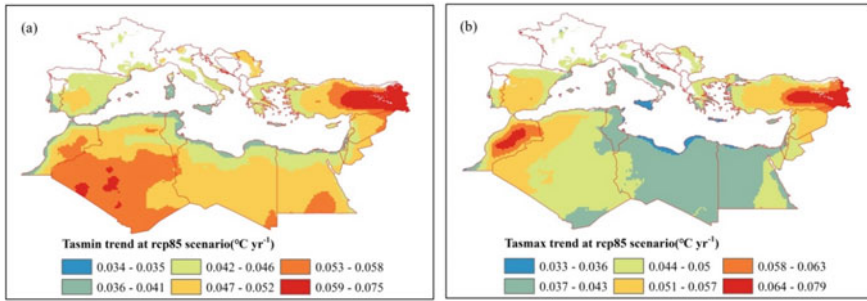 (a)
Tasmin trend at rcp85 scenario(°C yr⁻¹)
0.034 - 0.035 0.042 - 0.046 0.053 - 0.058
0.036 - 0.041 0.047 - 0.052 0.059 - 0.075
(b)
Tasmax trend at rcp85 scenario(°C yr⁻¹)
0.033 - 0.036 0.044 - 0.05 0.058 - 0.063
0.037 - 0.043 0.051 - 0.057 0.064 - 0.079